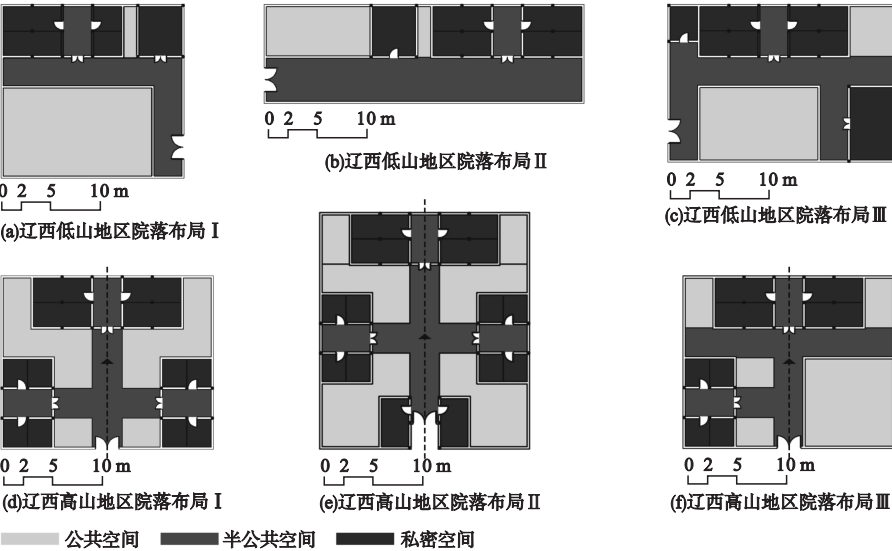 0 2 5 10 m
(a)辽西低山地区院落布局Ⅰ
0 2 5 10 m
(b)辽西低山地区院落布局Ⅱ
0 2 5 10 m
(c)辽西低山地区院落布局Ⅲ
0 2 5 10 m
(d)辽西高山地区院落布局Ⅰ
0 2 5 10 m
(e)辽西高山地区院落布局Ⅱ
0 2 5 10 m
(f)辽西高山地区院落布局Ⅲ
公共空间 半公共空间 私密空间